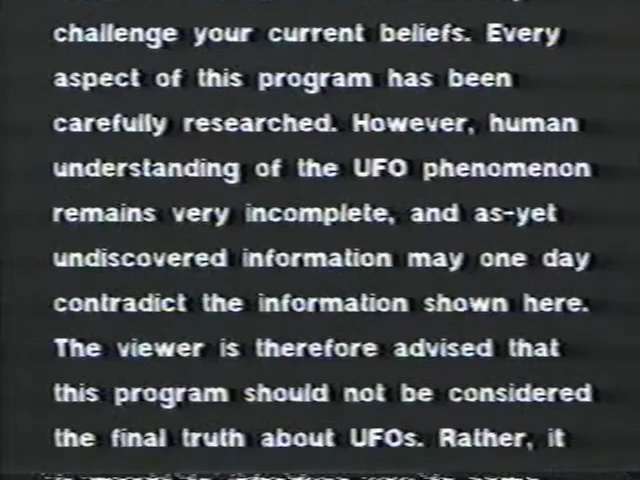 challenge your current beliefs. Every
aspect of this program has been
carefully researched. However, human
understanding of the UFO phenomenon
remains very incomplete, and as-yet
undiscovered information may one day
contradict the information shown here.
The viewer is therefore advised that
this program should not be considered
the final truth about UFOs. Rather, it